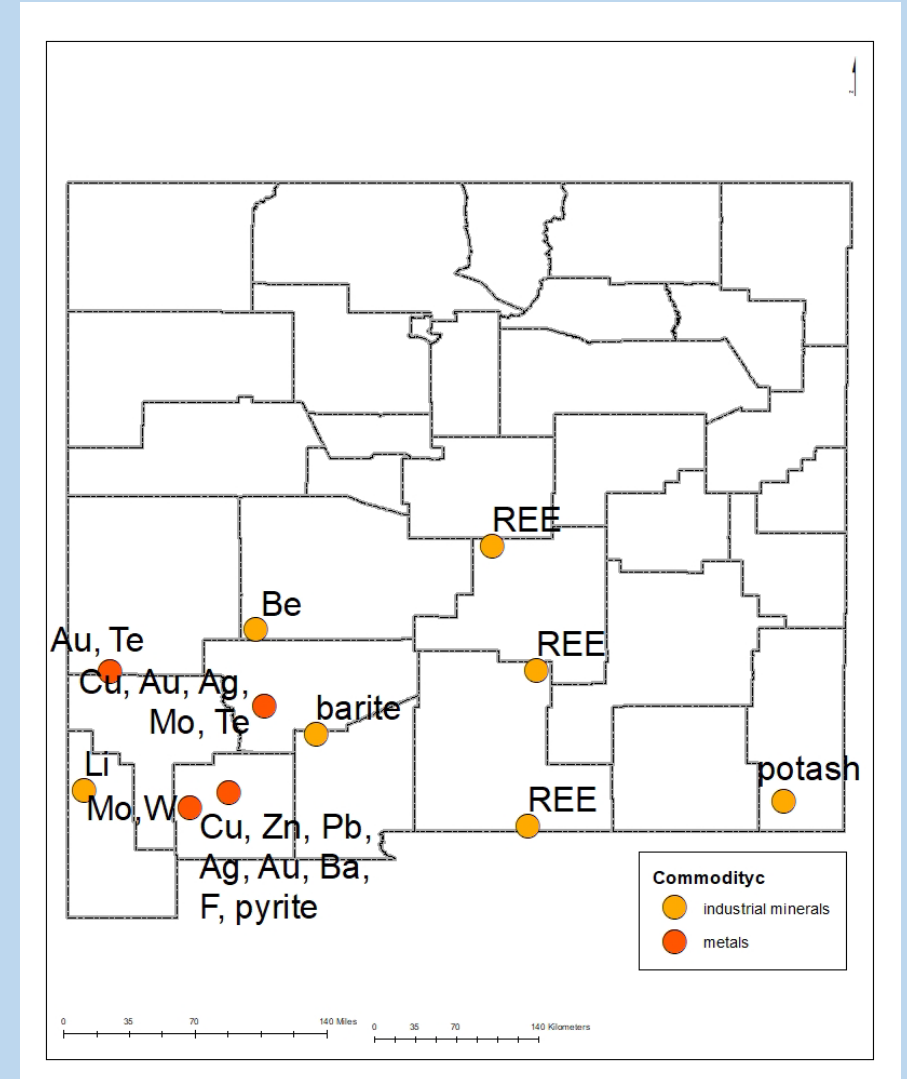 REE
Be
REE
Au, Te
Cu, Au, Ag,
Mo, Te
barite
Li
Mo,W
potash
REE
Cu, Zn, Pb,
Ag, Au, Ba,
F, pyrite
Commodityc
industrial minerals
metals
0 35 70 140 Miles
0 35 70 140 Kilometers